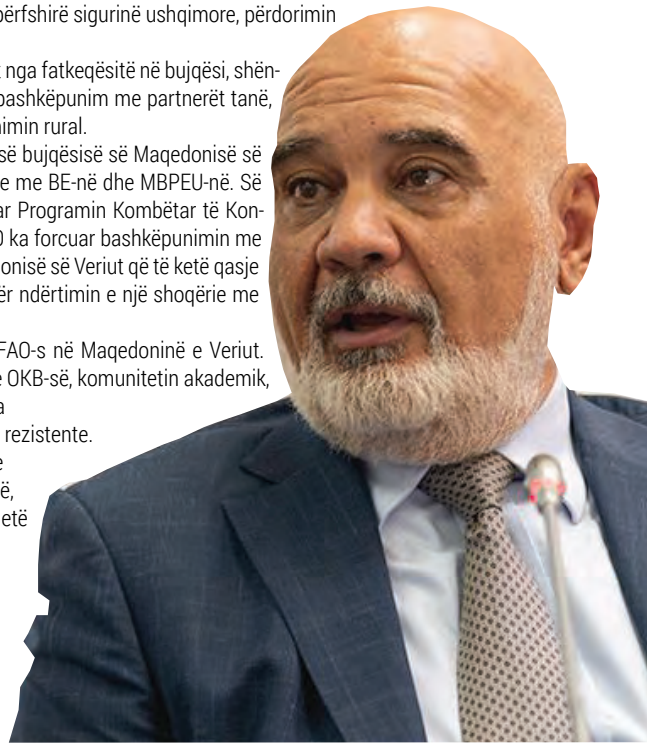 përfshirë sigurinë ushqimore, përdorimin
nga fatkeqësitë në bujqësi, shën-
bashkëpunim me partnerët tanë,
imin rural.
së bujqësisë së Maqedonisë së
e me BE-në dhe MBPEU-në. Së
ar Programin Kombëtar të Kon-
ka forcuar bashkëpunimin me
onisë së Veriut që të ketë qasje
ër ndërtimin e një shoqërie me
FAO-s në Maqedoninë e Veriut.
e OKB-së, komunitetin akademik,
a
rezistente.
e
ë,
etë